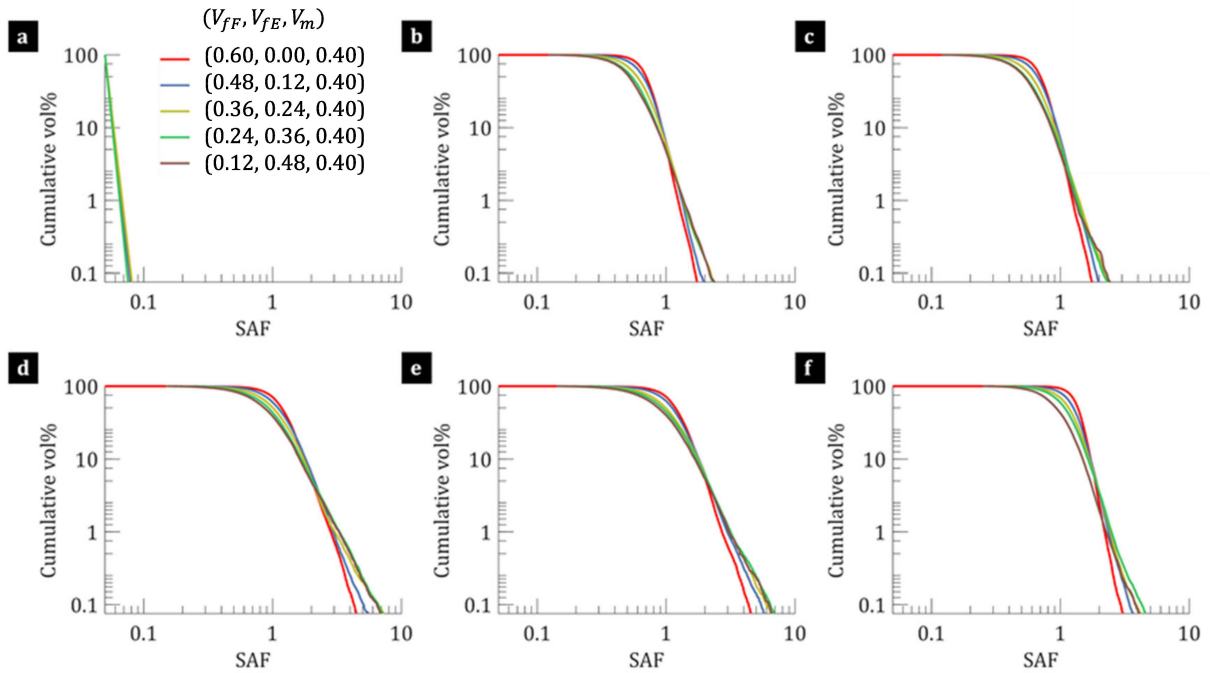 a
(V_fF, V_fE, V_m)
(0.60, 0.00, 0.40)
(0.48, 0.12, 0.40)
(0.36, 0.24, 0.40)
(0.24, 0.36, 0.40)
(0.12, 0.48, 0.40)
100
10
1
0.1
Cumulative vol%
0.1 1 10
SAF
b
100
10
1
0.1
Cumulative vol%
0.1 1 10
SAF
c
100
10
1
0.1
Cumulative vol%
0.1 1 10
SAF
d
100
10
1
0.1
Cumulative vol%
0.1 1 10
SAF
e
100
10
1
0.1
Cumulative vol%
0.1 1 10
SAF
f
100
10
1
0.1
Cumulative vol%
0.1 1 10
SAF